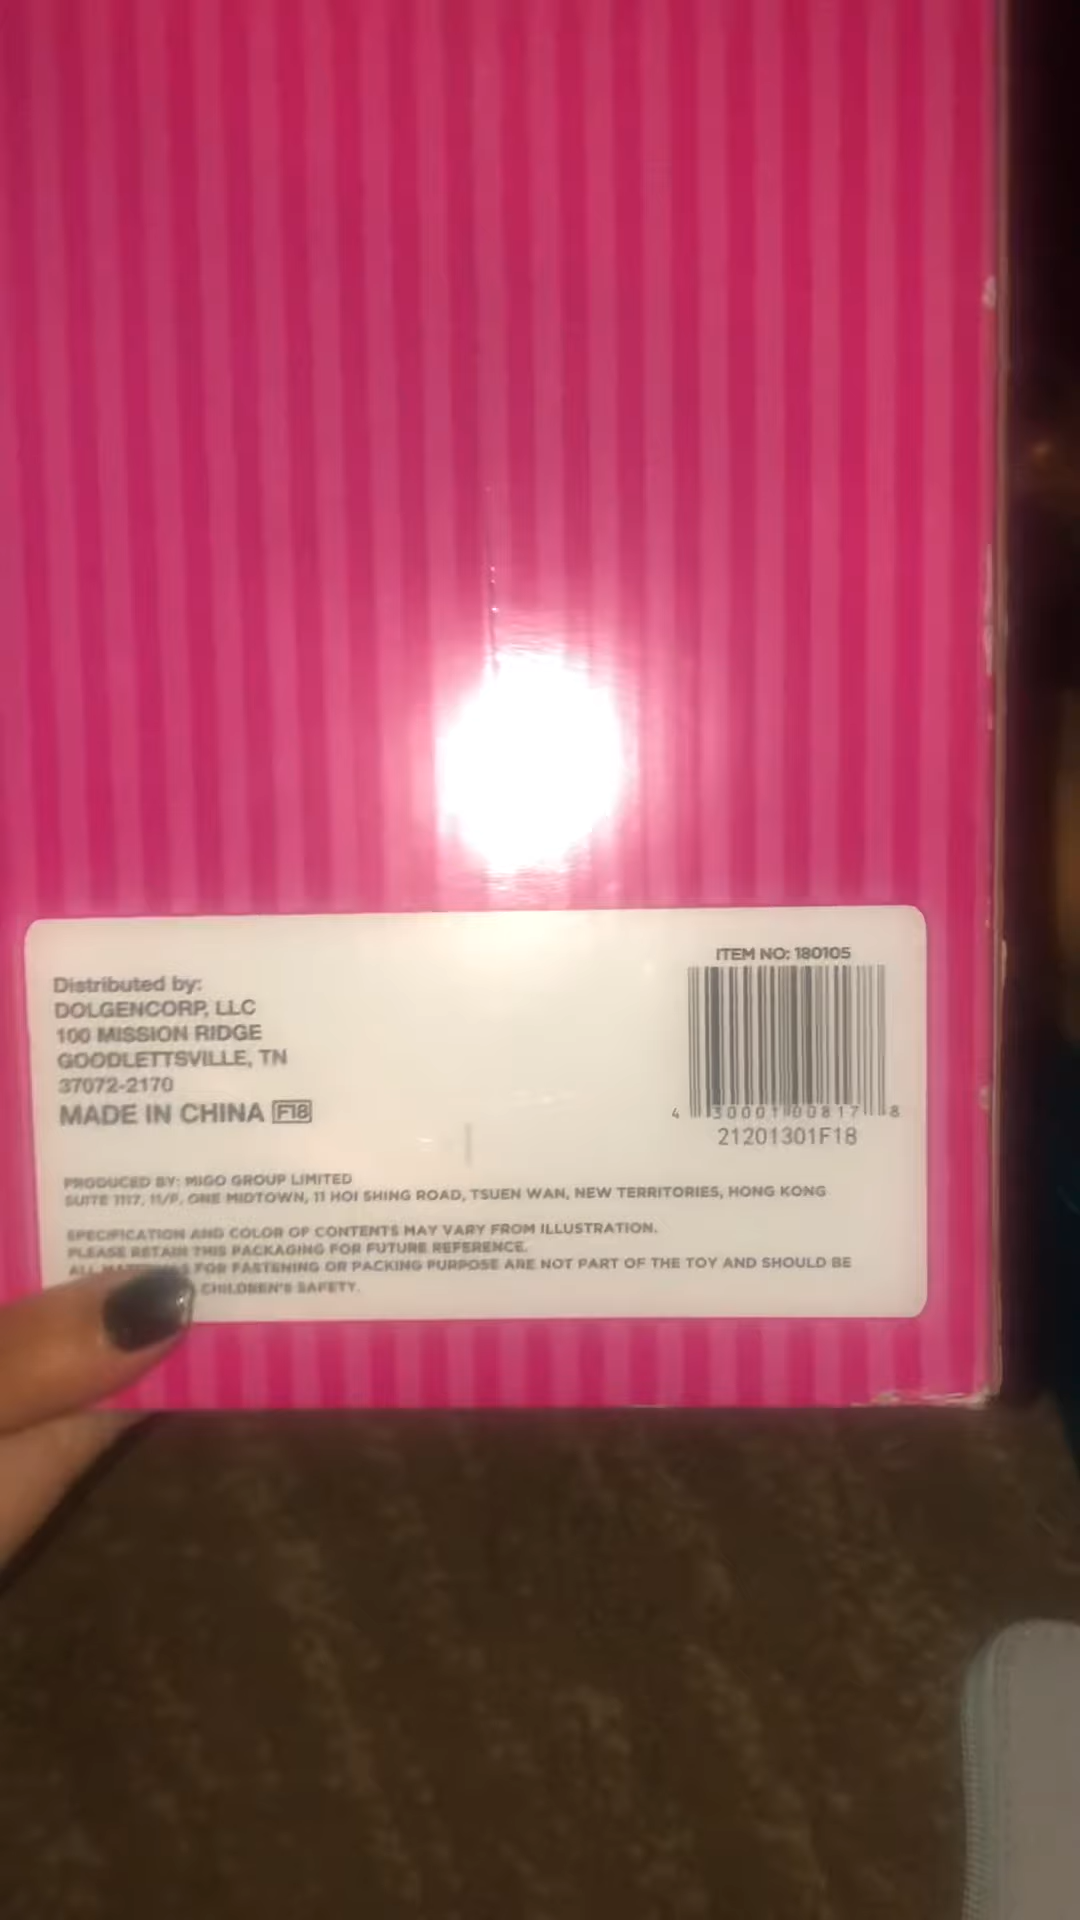 Distributed by:
DOLGENCORP, LLC
100 MISSION RIDGE
GOODLETTSVILLE, TN
37072-2170
MADE IN CHINA F18
ITEM NO: 180105
4 30001 00817 8
21201301F18
PRODUCED BY: MIGO GROUP LIMITED
SUITE 1117, 11/F, ONE MIDTOWN, 11 HOI SHING ROAD, TSUEN WAN, NEW TERRITORIES, HONG KONG
SPECIFICATION AND COLOR OF CONTENTS MAY VARY FROM ILLUSTRATION.
PLEASE RETAIN THIS PACKAGING FOR FUTURE REFERENCE.
ALL FOR FASTENING OR PACKING PURPOSE ARE NOT PART OF THE TOY AND SHOULD BE
CHILDREN'S SAFETY.